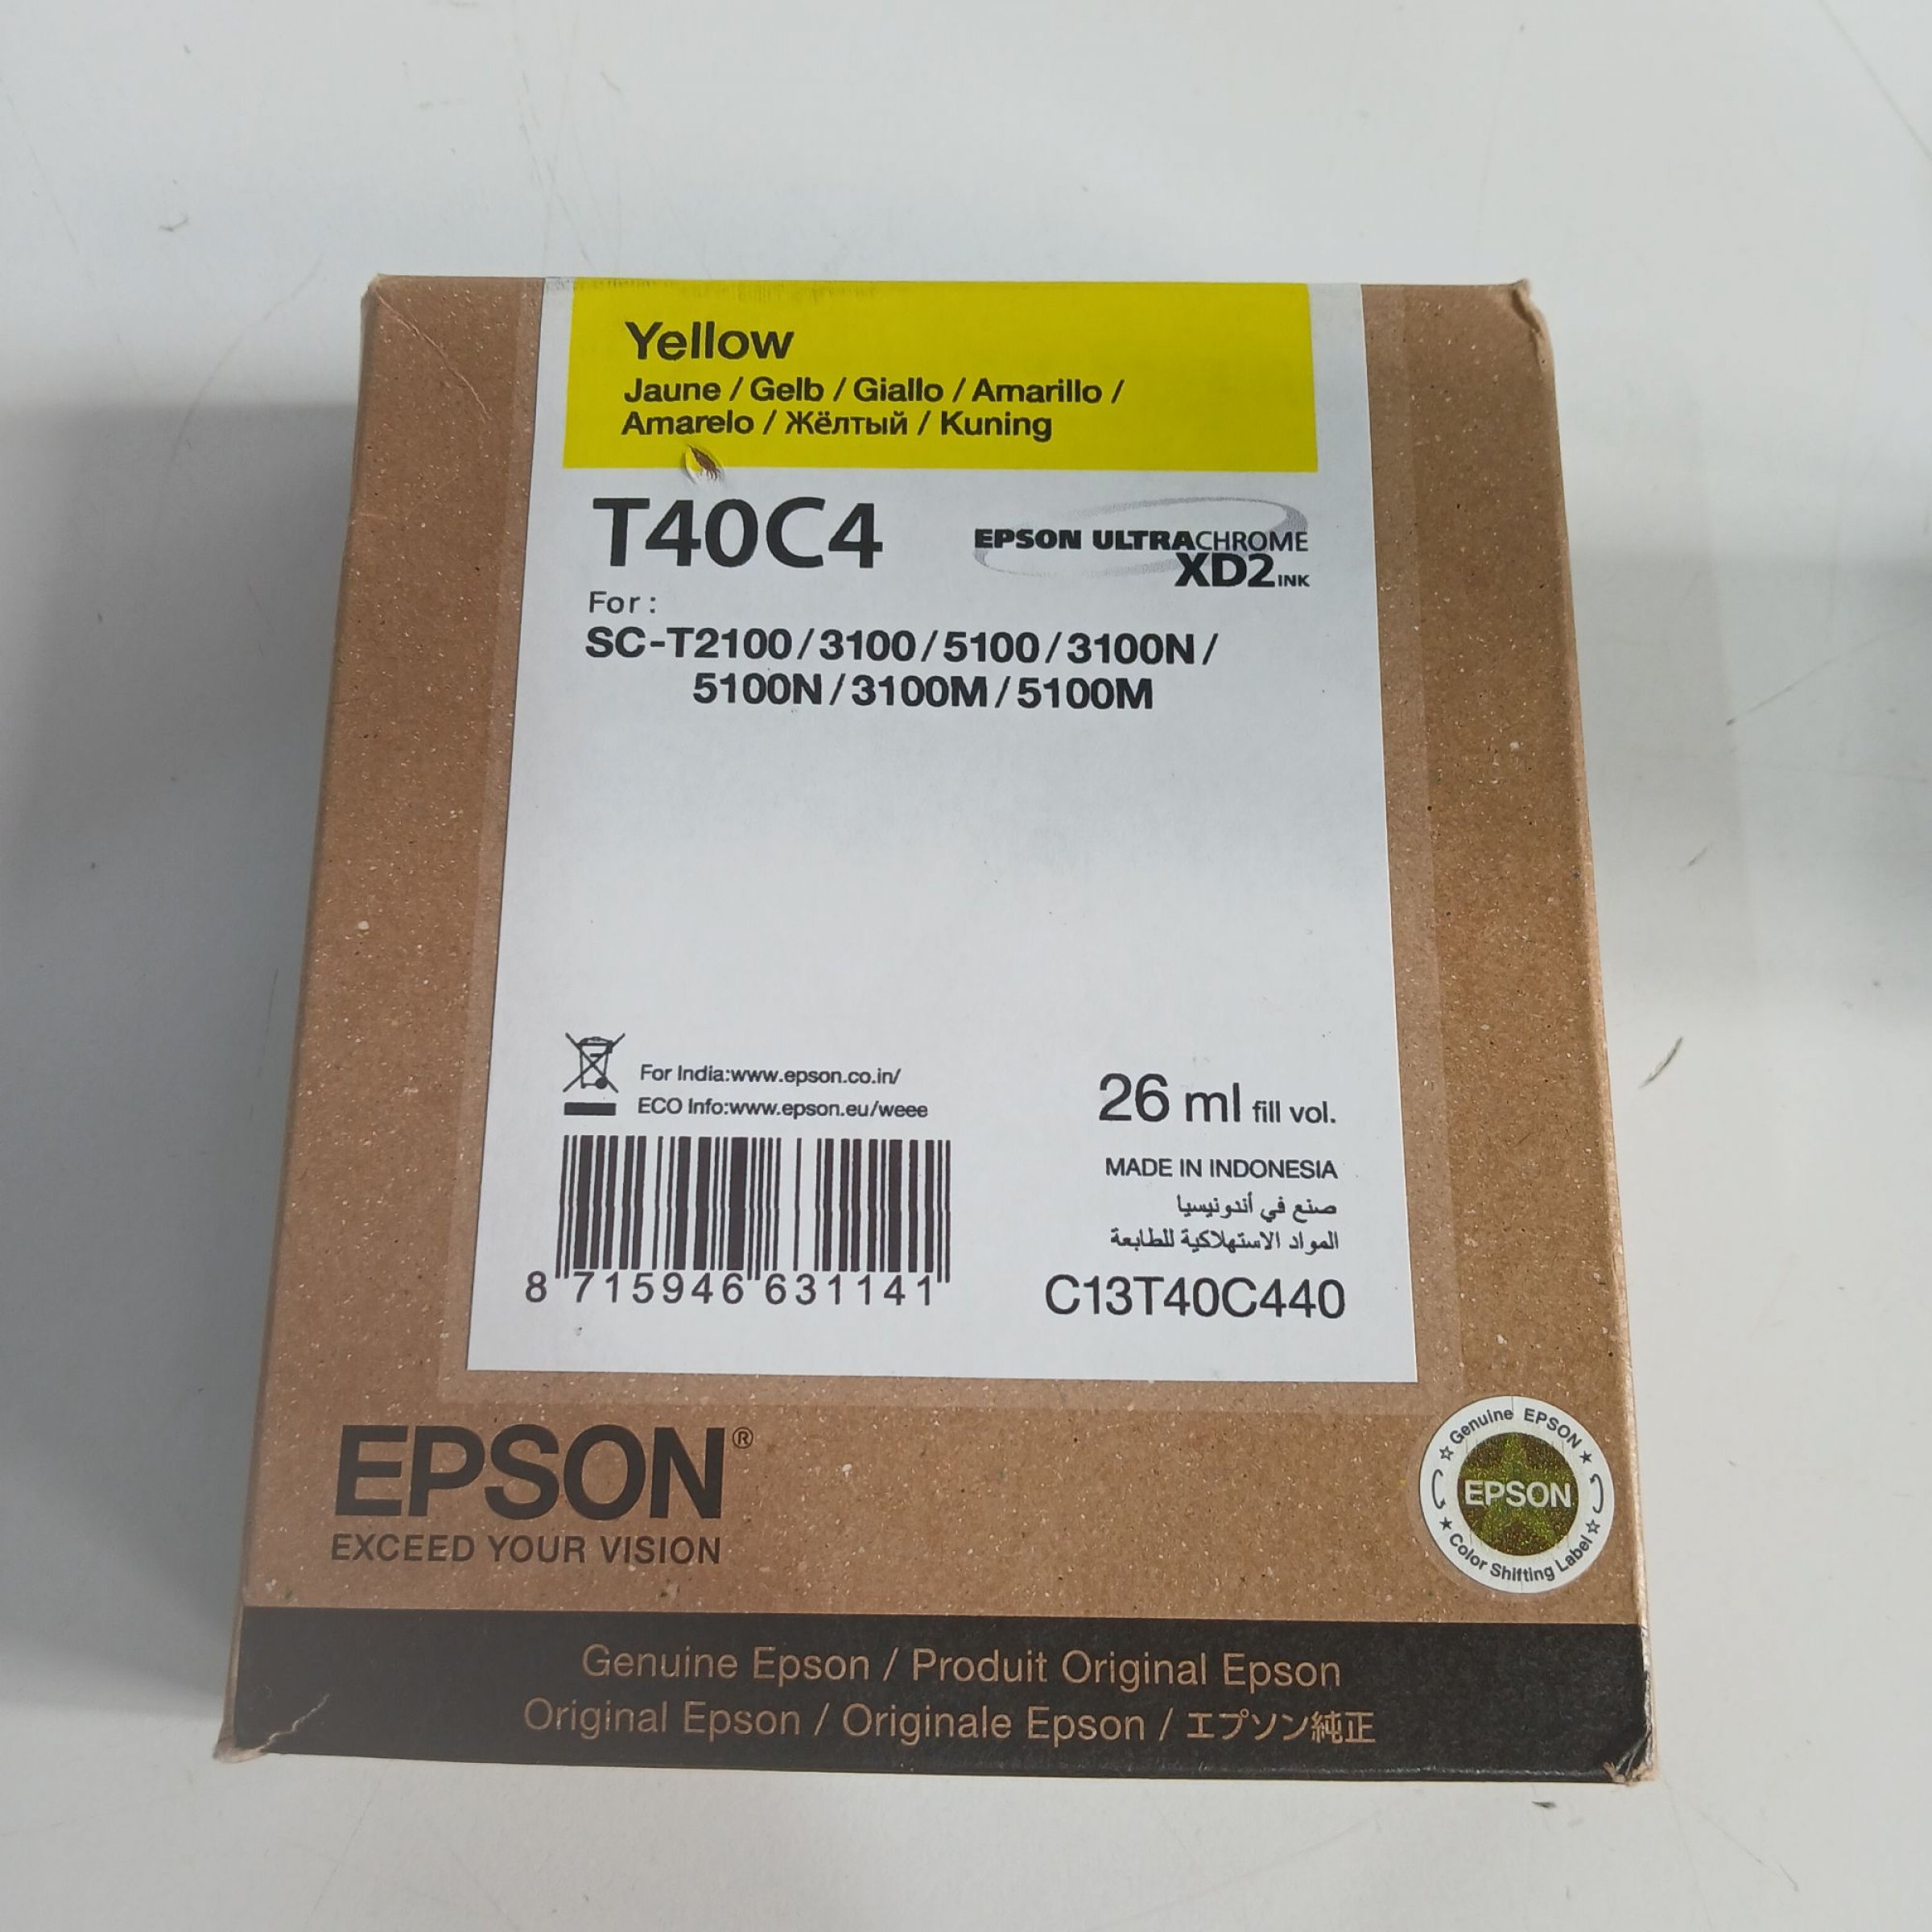 Yellow
Jaune / Gelb / Giallo / Amarillo /
Amarelo / Жёлтый / Kuning
T40C4
EPSON ULTRACHROME
XD2 INK
For :
SC-T2100/3100/5100/3100N/
5100N/3100M/5100M
For India:www.epson.co.in/
ECO Info:www.epson.eu/weee
26 ml fill vol.
MADE IN INDONESIA
صنع في أندونيسيا
المواد الاستهلاكية للطابعة
8 715946 631141
C13T40C440
EPSON®
EXCEED YOUR VISION
Genuine EPSON
EPSON
Color Shifting Label
Genuine Epson / Produit Original Epson
Original Epson / Originale Epson / エプソン純正